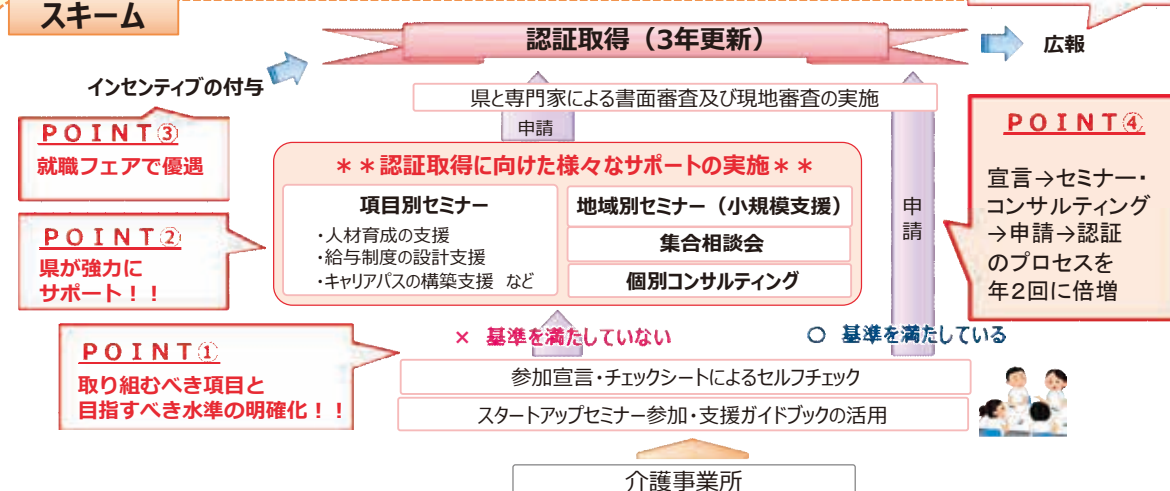 スキーム
認証取得（3年更新）
広報
インセンティブの付与
県と専門家による書面審査及び現地審査の実施
申請
POINT③
就職フェアで優遇
POINT②
県が強力に
サポート！！
POINT①
取り組むべき項目と
目指すべき水準の明確化！！
＊＊認証取得に向けた様々なサポートの実施＊＊
項目別セミナー
・人材育成の支援
・給与制度の設計支援
・キャリアパスの構築支援 など
地域別セミナー（小規模支援）
集合相談会
個別コンサルティング
申
請
POINT④
宣言→セミナー・
コンサルティング
→申請→認証
のプロセスを
年2回に倍増
× 基準を満たしていない
○ 基準を満たしている
参加宣言・チェックシートによるセルフチェック
スタートアップセミナー参加・支援ガイドブックの活用
介護事業所